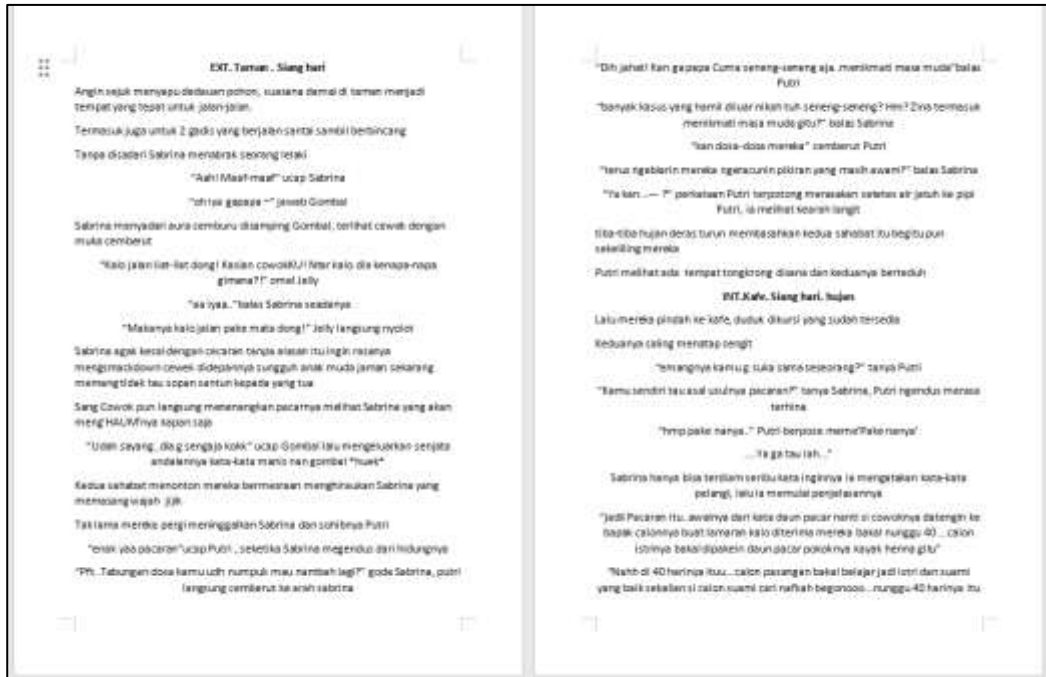 EXT. Taman . Siang hari
Angin sejuk menyapu dedauan pohon, suasana damai di taman menjadi
tempat yang tepat untuk jalan-jalan.
Termasuk juga untuk 2 gadis yang berjalan santai sambil berbincang
Tanpa disadari Sabrina menabrak seorang lelaki
"Aah! Maaf-maaf" ucap Sabrina
"oh iya gapapa ~" jawab Gombal
Sabrina menyadari aura cemburu disamping Gombal, terlihat cewek dengan
muka cemberut
"Kalo jalan liat-liat dong! Kasian cowokKU! Ntar kalo dia kenapa-napa
gimana?!" omel Jelly
"aa iyaa.."balas Sabrina seadanya
"Makanya kalo jalan pake mata dong!" Jelly langsung nyolot
Sabrina agak kesal dengan cecaran tanpa alasan itu ingin rasanya
mengsmackdown cewek didepannya sungguh anak muda jaman sekarang
memang tidak tau sopan santun kepada yang tua
Sang Cowok pun langsung menenangkan pacarnya melihat Sabrina yang akan
meng HAUM'nya kapan saja
"Udah sayang, dia g sengaja kokk" ucap Gombal lalu mengeluarkan senjata
andalannya kata-kata manis nan gombal *huek*
Kedua sahabat menonton mereka bermesraan menghiraukan Sabrina yang
memasang wajah jijik
Tak lama mereka pergi meninggalkan Sabrina dan sohibnya Putri
"enak yaa pacaran"ucap Putri , seketika Sabrina megendus dari hidungnya
"Pft..Tabungan dosa kamu udh numpuk mau nambah lagi?" goda Sabrina, putri
langsung cemberut ke arah sabrina
"Dih jahat! Kan gapapa Cuma seneng-seneng aja .menikmati masa muda"balas
Putri
"banyak kasus yang hamil diluar nikah tuh seneng-seneng? Hm? Zina termasuk
menikmati masa muda gitu?" balas Sabrina
"kan dosa-dosa mereka" cemberut Putri
"terus ngebiarin mereka ngeracunin pikiran yang masih awam?" balas Sabrina
"Ya kan...— ?" perkataan Putri terpotong merasakan setetes air jatuh ke pipi
Putri, ia melihat kearah langit
tiba-tiba hujan deras turun membasahkan kedua sahabat itu begitu pun
sekeliling mereka
Putri melihat ada tempat tongkrong disana dan keduanya berteduh
INT.Kafe. Siang hari. hujan
Lalu mereka pindah ke kafe, duduk dikursi yang sudah tersedia
Keduanya saling menatap sengit
"emangnya kamu g suka sama seseorang?" tanya Putri
"Kamu sendiri tau asal usulnya pacaran?" tanya Sabrina, Putri ngendus merasa
terhina
"hmp pake nanya.." Putri berpose meme'Pake nanya'
...Ya ga tau lah..."
Sabrina hanya bisa terdiam seribu kata inginnya ia mengatakan kata-kata
pelangi, lalu ia memulai penjelasannya
"jadi Pacaran itu..awalnya dari kata daun pacar nanti si cowoknya datengin ke
bapak calonnya buat lamaran kalo diterima mereka bakal nunggu 40 ... calon
istrinya bakal dipakein daun pacar pokoknya kayak henna gitu"
"Nahh di 40 harinya ituu...calon pasangan bakal belajar jadi istri dan suami
yang baik sekalian si calon suami cari nafkah begonooo...nunggu 40 harinya itu